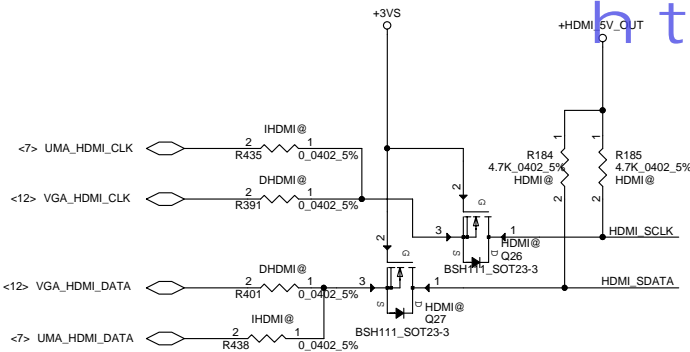 h t
+3VS
+HDMI_5V_OUT
IHDMI@
<7> UMA_HDMI_CLK
2
1
R435
0_0402_5%
1
1
R184
4.7K_0402_5%
HDMI@
R185
4.7K_0402_5%
HDMI@
DHDMI@
<12> VGA_HDMI_CLK
2
1
R391
0_0402_5%
2
2
2
G
3
1
HDMI_SCLK
S
D
HDMI@
Q26
BSH111_SOT23-3
2
G
DHDMI@
<12> VGA_HDMI_DATA
2
1
R401
0_0402_5%
3
1
HDMI_SDATA
S
D
HDMI@
Q27
BSH111_SOT23-3
IHDMI@
<7> UMA_HDMI_DATA
2
1
R438
0_0402_5%